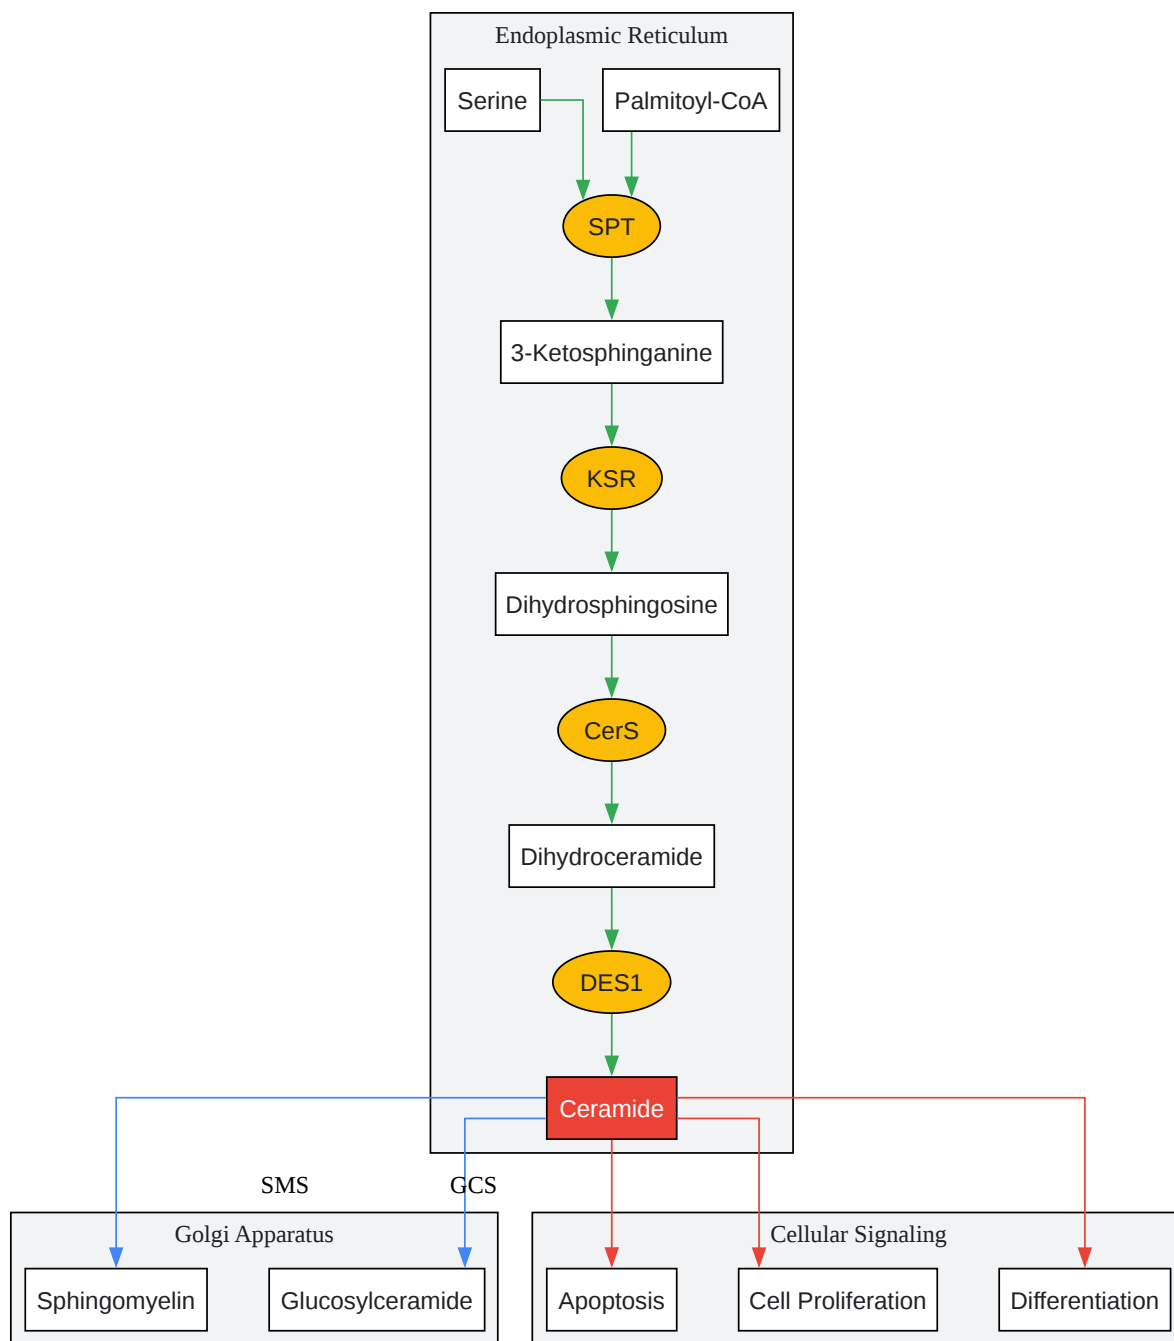 Endoplasmic Reticulum
Serine
Palmitoyl-CoA
SPT
3-Ketosphinganine
KSR
Dihydrosphingosine
CerS
Dihydroceramide
DES1
Ceramide
SMS
GCS
Golgi Apparatus
Cellular Signaling
Sphingomyelin
Glucosylceramide
Apoptosis
Cell Proliferation
Differentiation